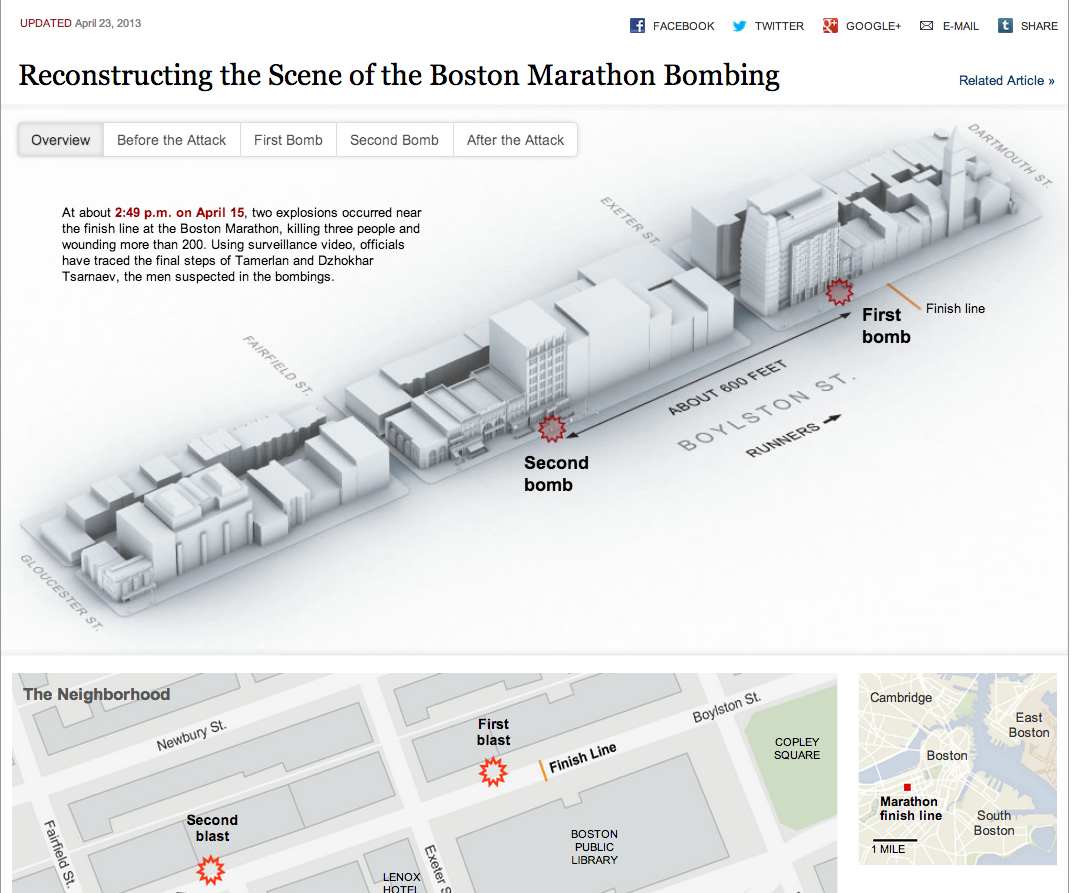 UPDATED April 23, 2013
FACEBOOK TWITTER GOOGLE+ E-MAIL SHARE
Reconstructing the Scene of the Boston Marathon Bombing
Related Article »
Overview Before the Attack First Bomb Second Bomb After the Attack
DARTMOUTH ST.
At about 2:49 p.m. on April 15, two explosions occurred near
the finish line at the Boston Marathon, killing three people and
wounding more than 200. Using surveillance video, officials
have traced the final steps of Tamerlan and Dzhokhar
Tsarnaev, the men suspected in the bombings.
EXETER ST.
Finish line
First
bomb
FAIRFIELD ST.
ABOUT 600 FEET
BOYLSTON ST.
RUNNERS
Second
bomb
GLOUCESTER ST.
The Neighborhood
Newbury St.
First
blast
Boylston St.
Finish Line
COPLEY
SQUARE
Second
blast
Fairfield St.
BOSTON
PUBLIC
LIBRARY
Exeter S
LENOX
HOTEL
Cambridge
East
Boston
Boston
Marathon
finish line
South
Boston
1 MILE